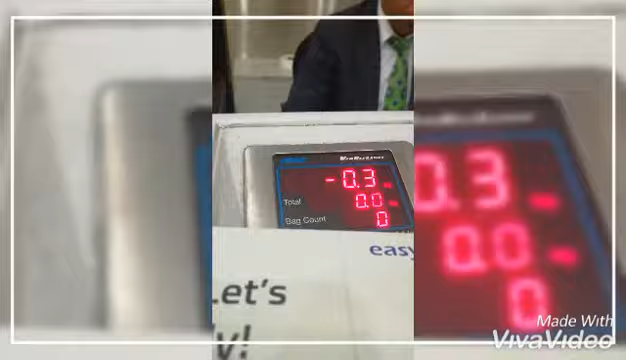 -0.3
Total 0.0
Bag Count 0
easy
Let's
y!
0.3
0.0
0
Made With
VivaVideo